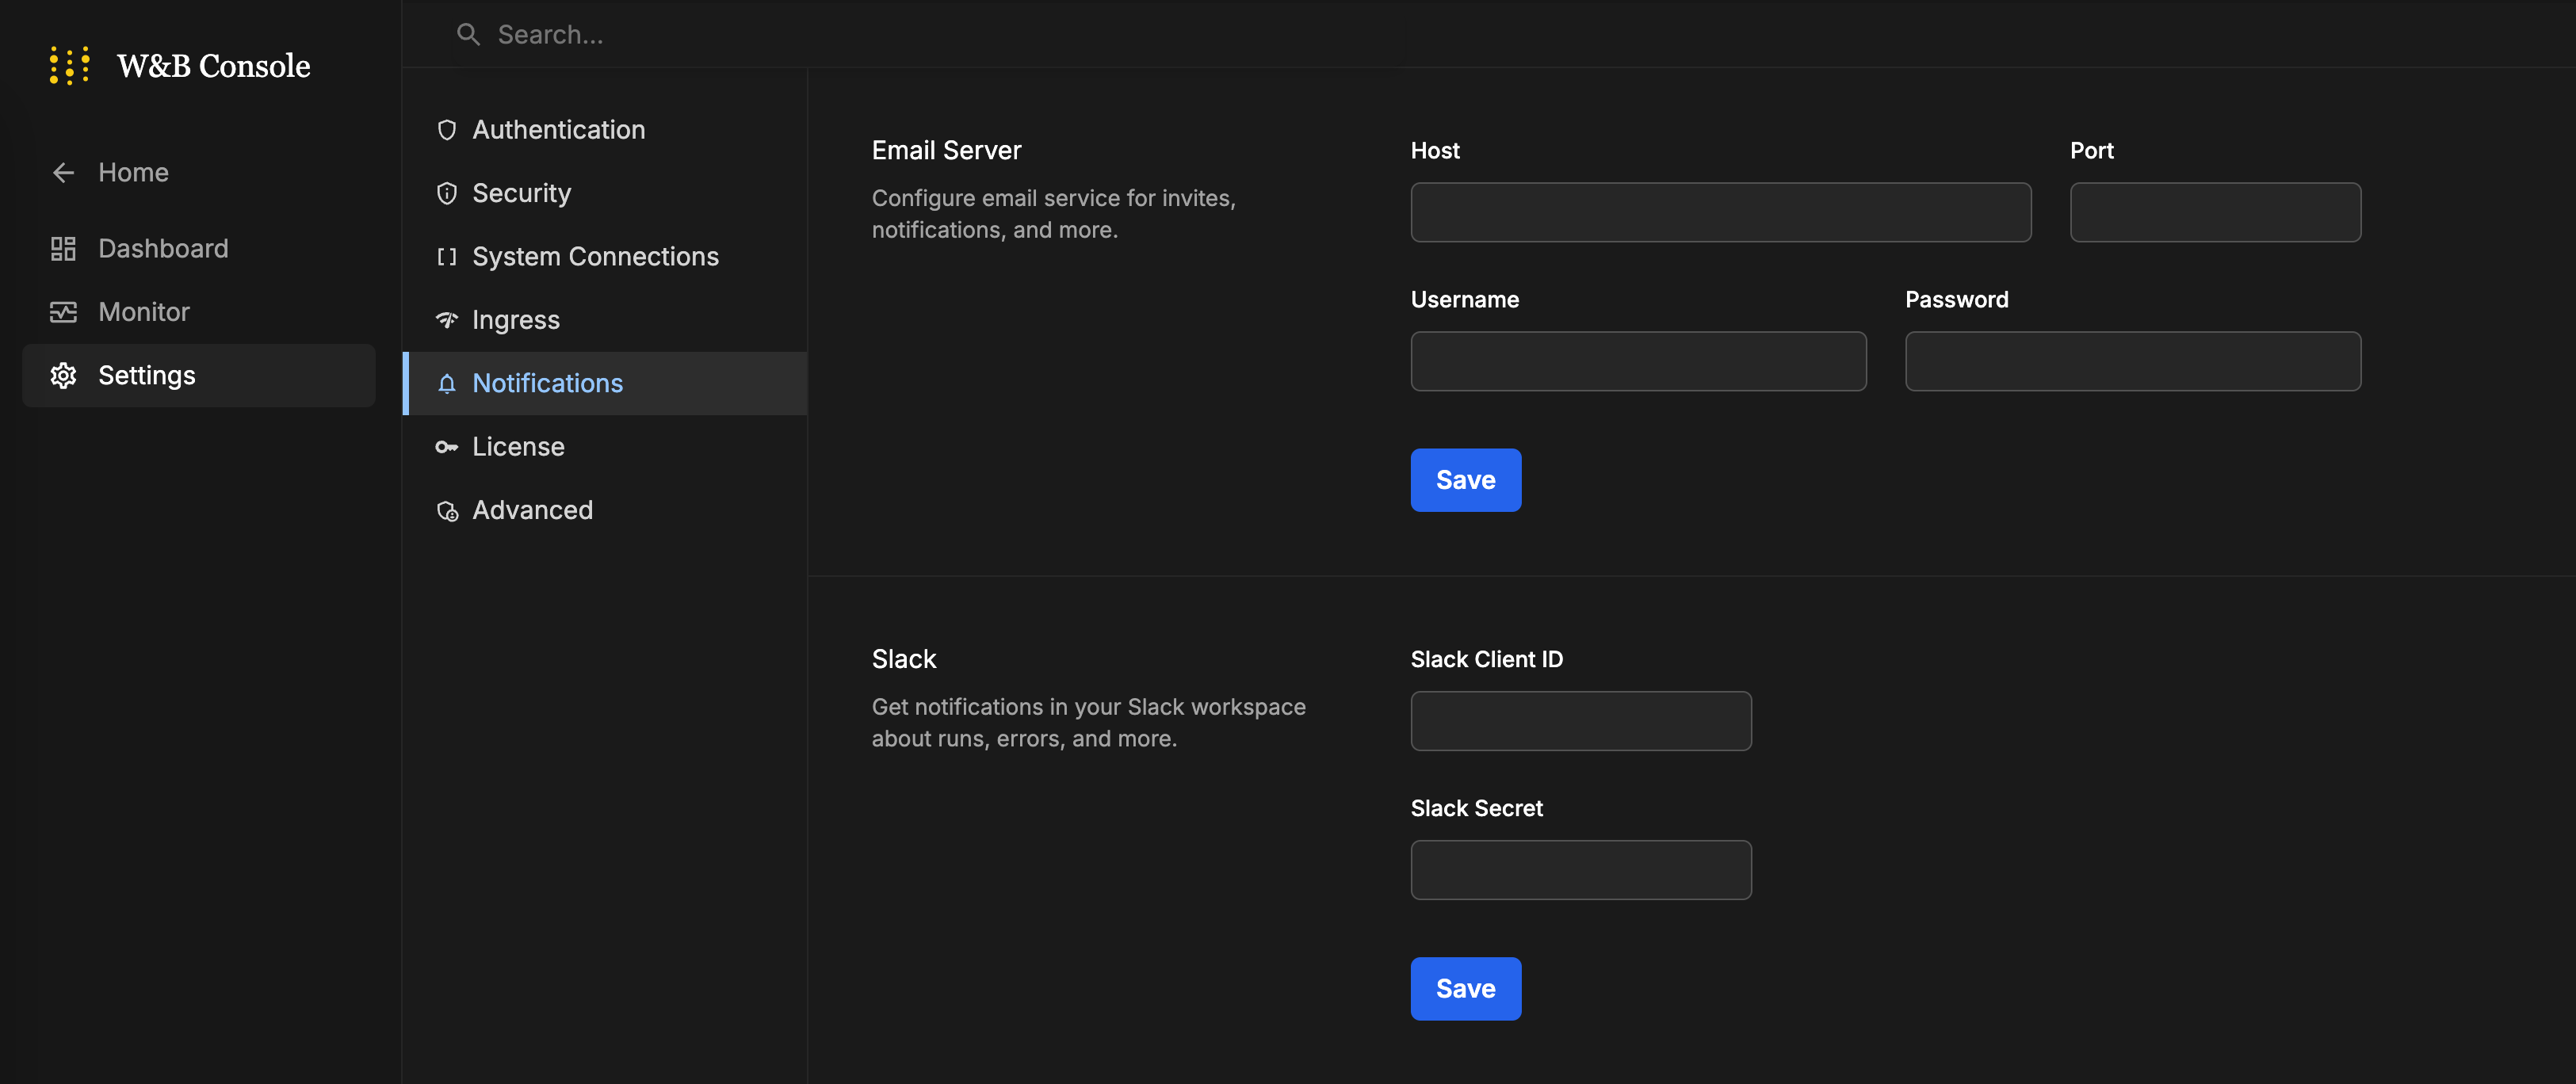 W&B Console
Search...
Home
Dashboard
Monitor
Settings
Authentication
Security
System Connections
Ingress
Notifications
License
Advanced
Email Server
Configure email service for invites,
notifications, and more.
Host
Port
Username
Password
Save
Slack
Get notifications in your Slack workspace
about runs, errors, and more.
Slack Client ID
Slack Secret
Save